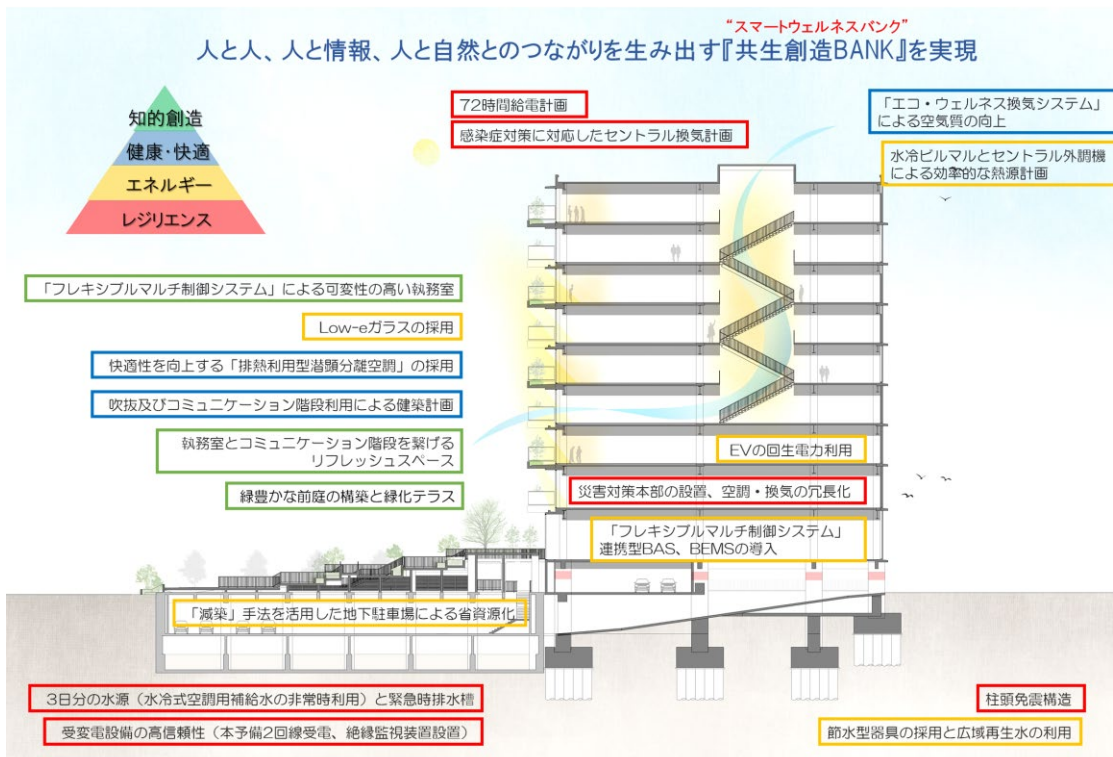 “スマートウェルネスバンク”
人と人、人と情報、人と自然とのつながりを生み出す『共生創造BANK』を実現
知的創造
健康・快適
エネルギー
レジリエンス
72時間給電計画
感染症対策に対応したセントラル換気計画
「エコ・ウェルネス換気システム」
による空気質の向上
水冷ビルマルとセントラル外調機
による効率的な熱源計画
「フレキシブルマルチ制御システム」による可変性の高い執務室
Low-eガラスの採用
快適性を向上する「排熱利用型潜顕分離空調」の採用
吹抜及びコミュニケーション階段利用による健築計画
執務室とコミュニケーション階段を繋げる
リフレッシュスペース
緑豊かな前庭の構築と緑化テラス
EVの回生電力利用
災害対策本部の設置、空調・換気の冗長化
「フレキシブルマルチ制御システム」
連携型BAS、BEMSの導入
「減築」手法を活用した地下駐車場による省資源化
3日分の水源（水冷式空調用補給水の非常時利用）と緊急時排水槽
受変電設備の高信頼性（本予備2回線受電、絶縁監視装置設置）
柱頭免震構造
節水型器具の採用と広域再生水の利用